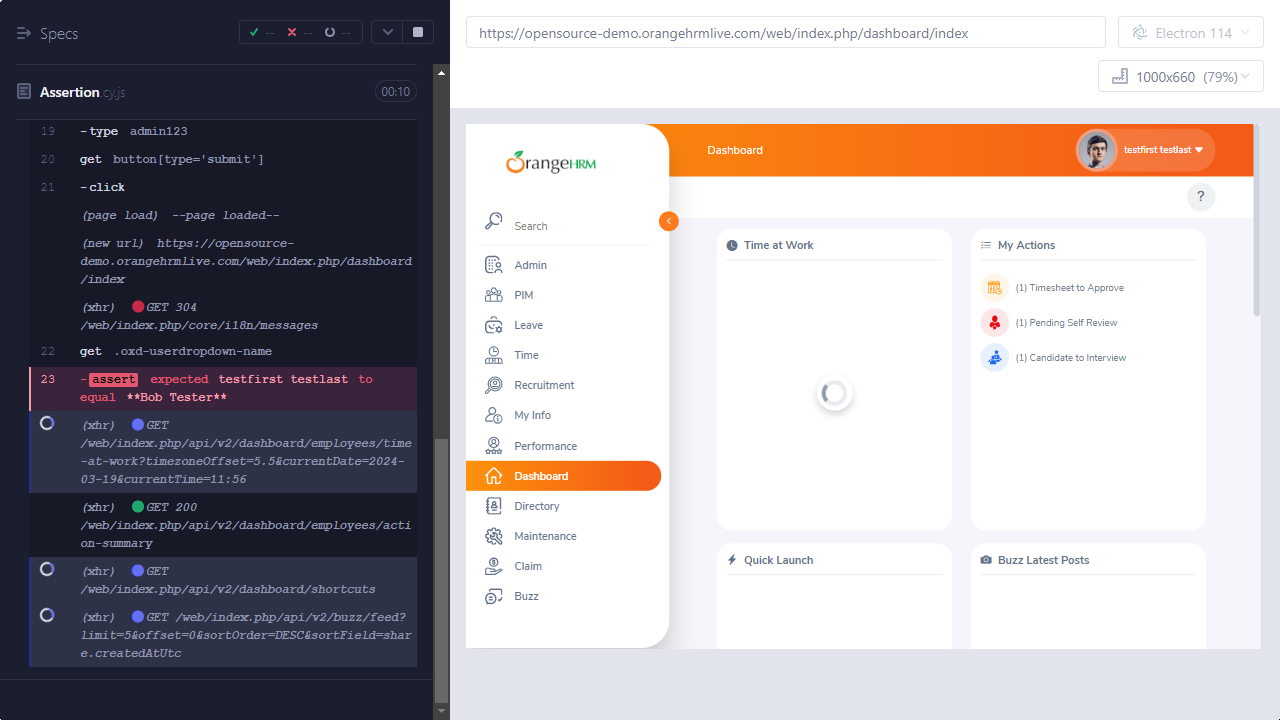 Specs
--
--
--
Assertion.cy.js
00:10
19 -type admin123
20 get button[type='submit']
21 -click
(page load) --page loaded--
(new url) https://opensource-
demo.orangehrmlive.com/web/index.php/dashboard
/index
(xhr) GET 304
/web/index.php/core/i18n/messages
22 get .oxd-userdropdown-name
23 -assert expected testfirst testlast to
equal **Bob Tester**
(xhr) GET
/web/index.php/api/v2/dashboard/employees/time
-at-work?timezoneOffset=5.5&currentDate=2024-
03-19&currentTime=11:56
(xhr) GET 200
/web/index.php/api/v2/dashboard/employees/acti
on-summary
(xhr) GET
/web/index.php/api/v2/dashboard/shortcuts
(xhr) GET /web/index.php/api/v2/buzz/feed?
limit=5&offset=0&sortOrder=DESC&sortField=shar
e.createdAtUtc
https://opensource-demo.orangehrmlive.com/web/index.php/dashboard/index
Electron 114
1000x660 (79%)
OrangeHRM
Search
Admin
PIM
Leave
Time
Recruitment
My Info
Performance
Dashboard
Directory
Maintenance
Claim
Buzz
Dashboard
testfirst testlast
?
Time at Work
My Actions
(1) Timesheet to Approve
(1) Pending Self Review
(1) Candidate to Interview
Quick Launch
Buzz Latest Posts